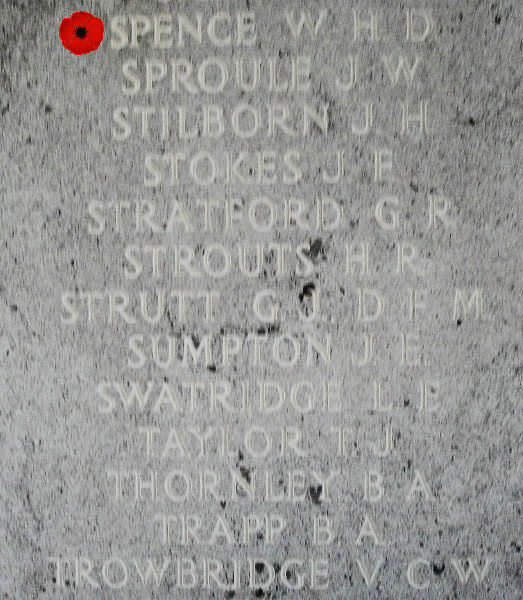 SPENCE W H D
SPROULE J W
STILBORN J H
STOKES J F
STRATFORD G R
STROUTS H R
STRUTT G J D F M
SUMPTON J E
SWATRIDGE L E
TAYLOR T J
THORNLEY B A
TRAPP B A
TROWBRIDGE V C W